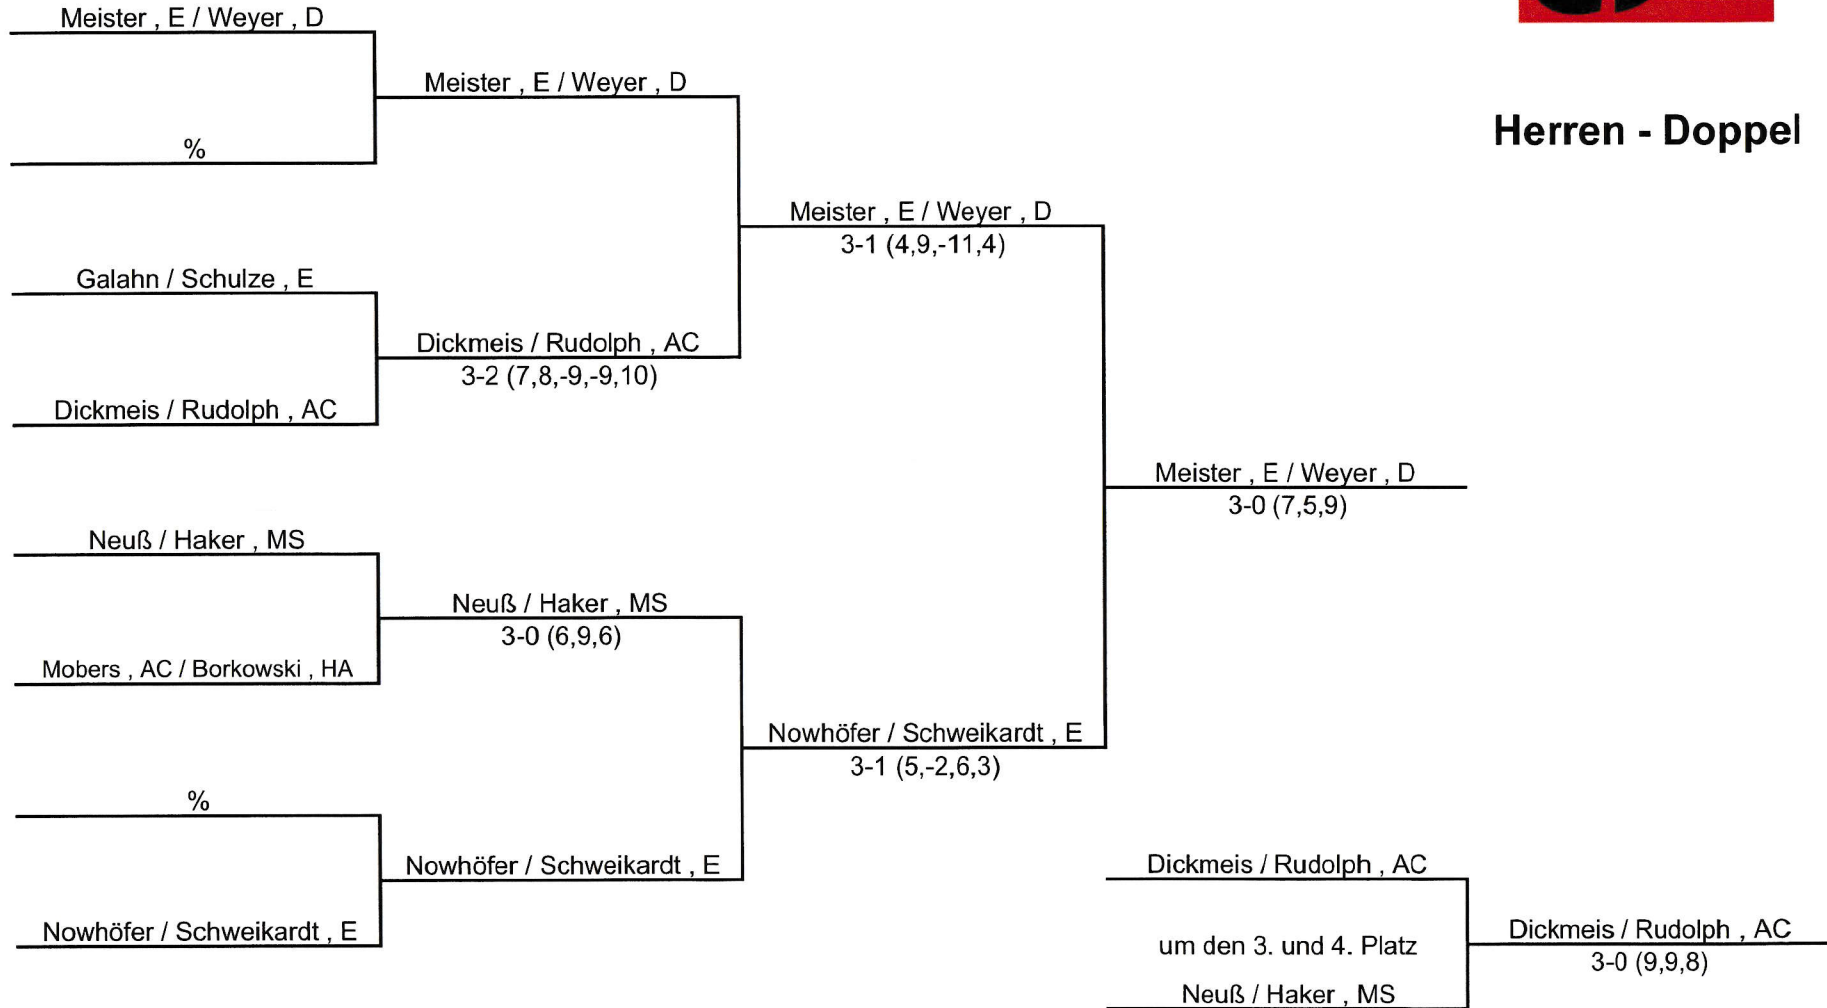 Meister , E / Weyer , D
Meister , E / Weyer , D
%
Herren - Doppel
Meister , E / Weyer , D
3-1 (4,9,-11,4)
Galahn / Schulze , E
Dickmeis / Rudolph , AC
3-2 (7,8,-9,-9,10)
Dickmeis / Rudolph , AC
Meister , E / Weyer , D
3-0 (7,5,9)
Neuß / Haker , MS
Neuß / Haker , MS
3-0 (6,9,6)
Mobers , AC / Borkowski , HA
Nowhöfer / Schweikardt , E
3-1 (5,-2,6,3)
%
Nowhöfer / Schweikardt , E
Nowhöfer / Schweikardt , E
Dickmeis / Rudolph , AC
um den 3. und 4. Platz
Neuß / Haker , MS
Dickmeis / Rudolph , AC
3-0 (9,9,8)